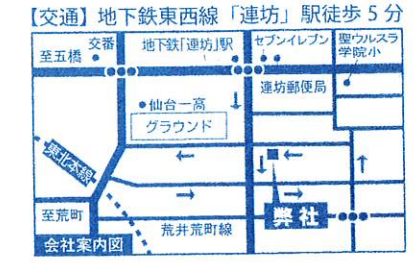 【交通】地下鉄東西線「連坊」駅徒歩5分
至五橋
交番
地下鉄「連坊」駅
セブンイレブン
聖ウルスラ
学院小
連坊郵便局
仙台一高
グラウンド
東北本線
至荒町
荒井荒町線
弊社
会社案内図